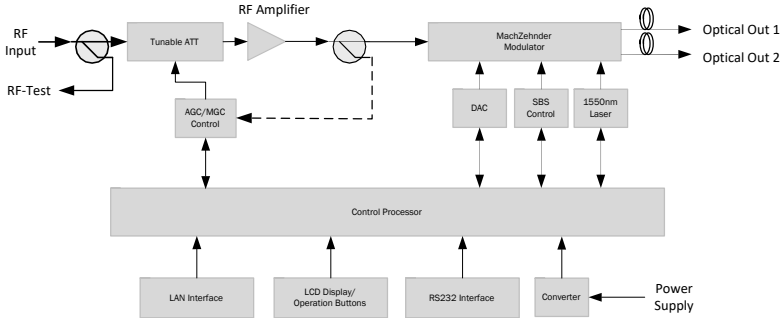 RF Amplifier
RF
Input
Tunable ATT
MachZehnder
Modulator
Optical Out 1
Optical Out 2
RF-Test
AGC/MGC
Control
DAC
SBS
Control
1550nm
Laser
Control Processor
LAN Interface
LCD Display/
Operation Buttons
RS232 Interface
Converter
Power
Supply